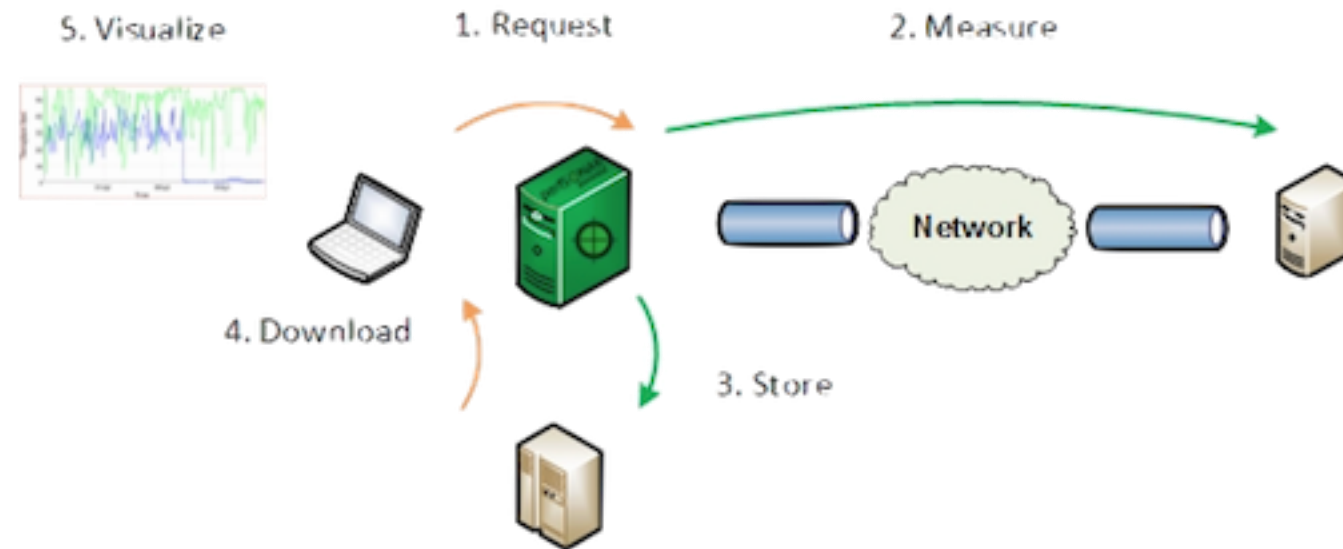 5. Visualize
1. Request
2. Measure
Network
4. Download
3. Store